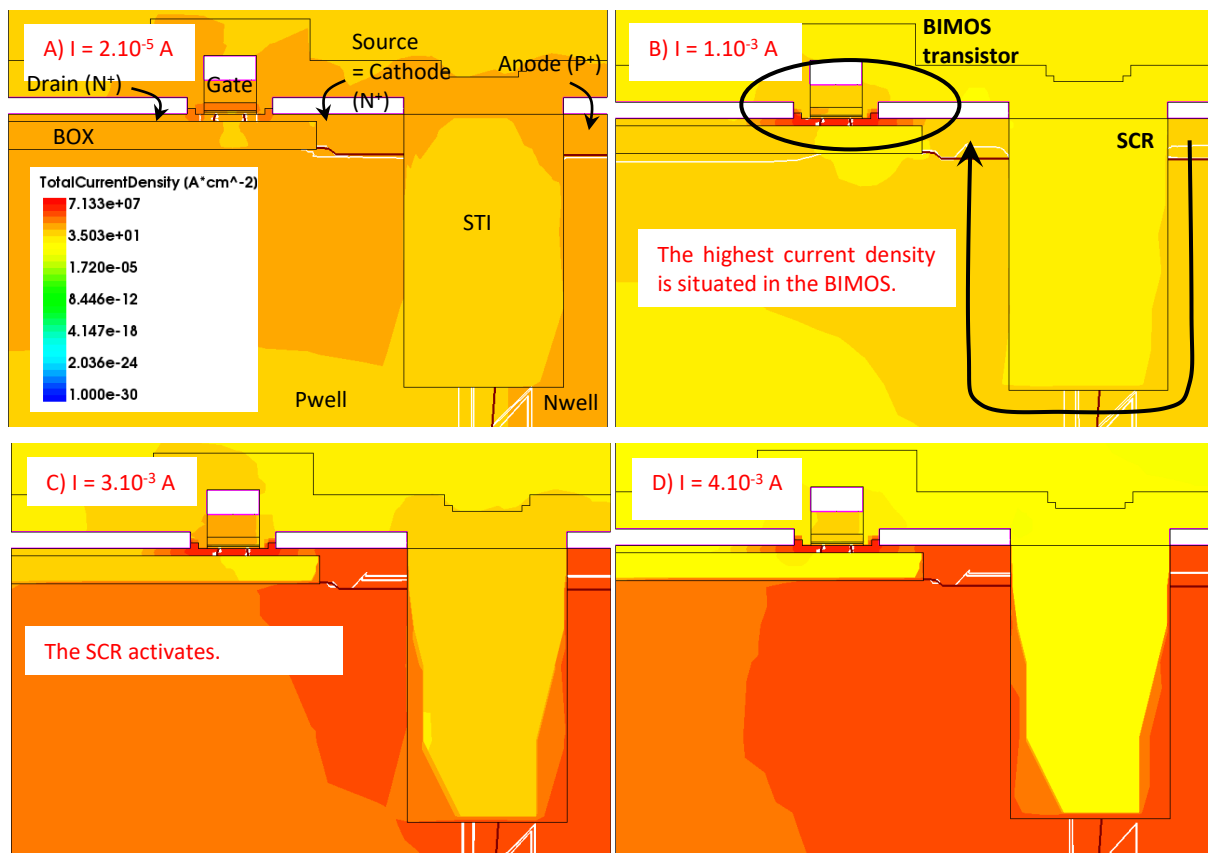 A) I = 2.10⁻⁵ A
Source
= Cathode
(N⁺)
Anode (P⁺)
Drain (N⁺)
Gate
BOX
TotalCurrentDensity (A*cm^-2)
7.133e+07
3.503e+01
1.720e-05
8.446e-12
4.147e-18
2.036e-24
1.000e-30
STI
Pwell
Nwell
B) I = 1.10⁻³ A
BIMOS
transistor
SCR
The highest current density
is situated in the BIMOS.
C) I = 3.10⁻³ A
The SCR activates.
D) I = 4.10⁻³ A